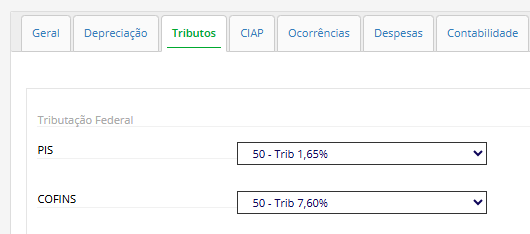 Geral Depreciação Tributos CIAP Ocorrências Despesas Contabilidade
Tributação Federal
PIS 50 - Trib 1,65%
COFINS 50 - Trib 7,60%